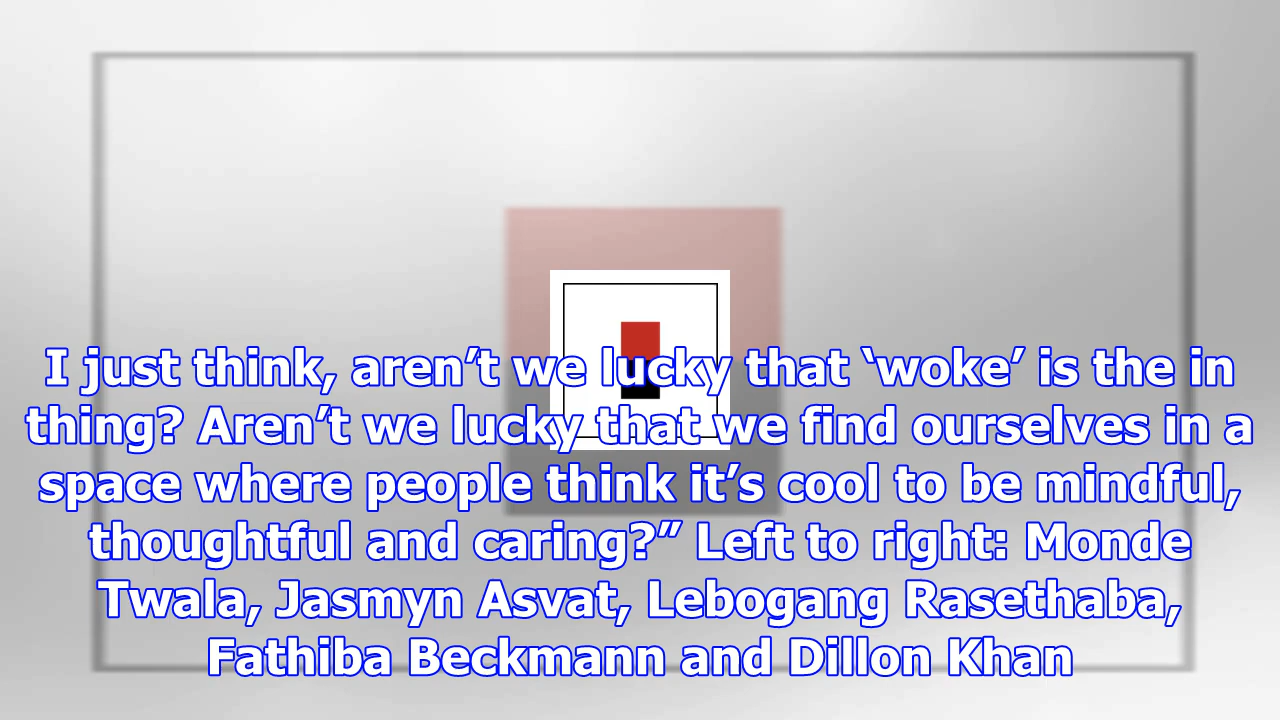 I just think, aren’t we lucky that ‘woke’ is the in
thing? Aren’t we lucky that we find ourselves in a
space where people think it’s cool to be mindful,
thoughtful and caring?” Left to right: Monde
Twala, Jasmyn Asvat, Lebogang Rasethaba,
Fathiba Beckmann and Dillon Khan